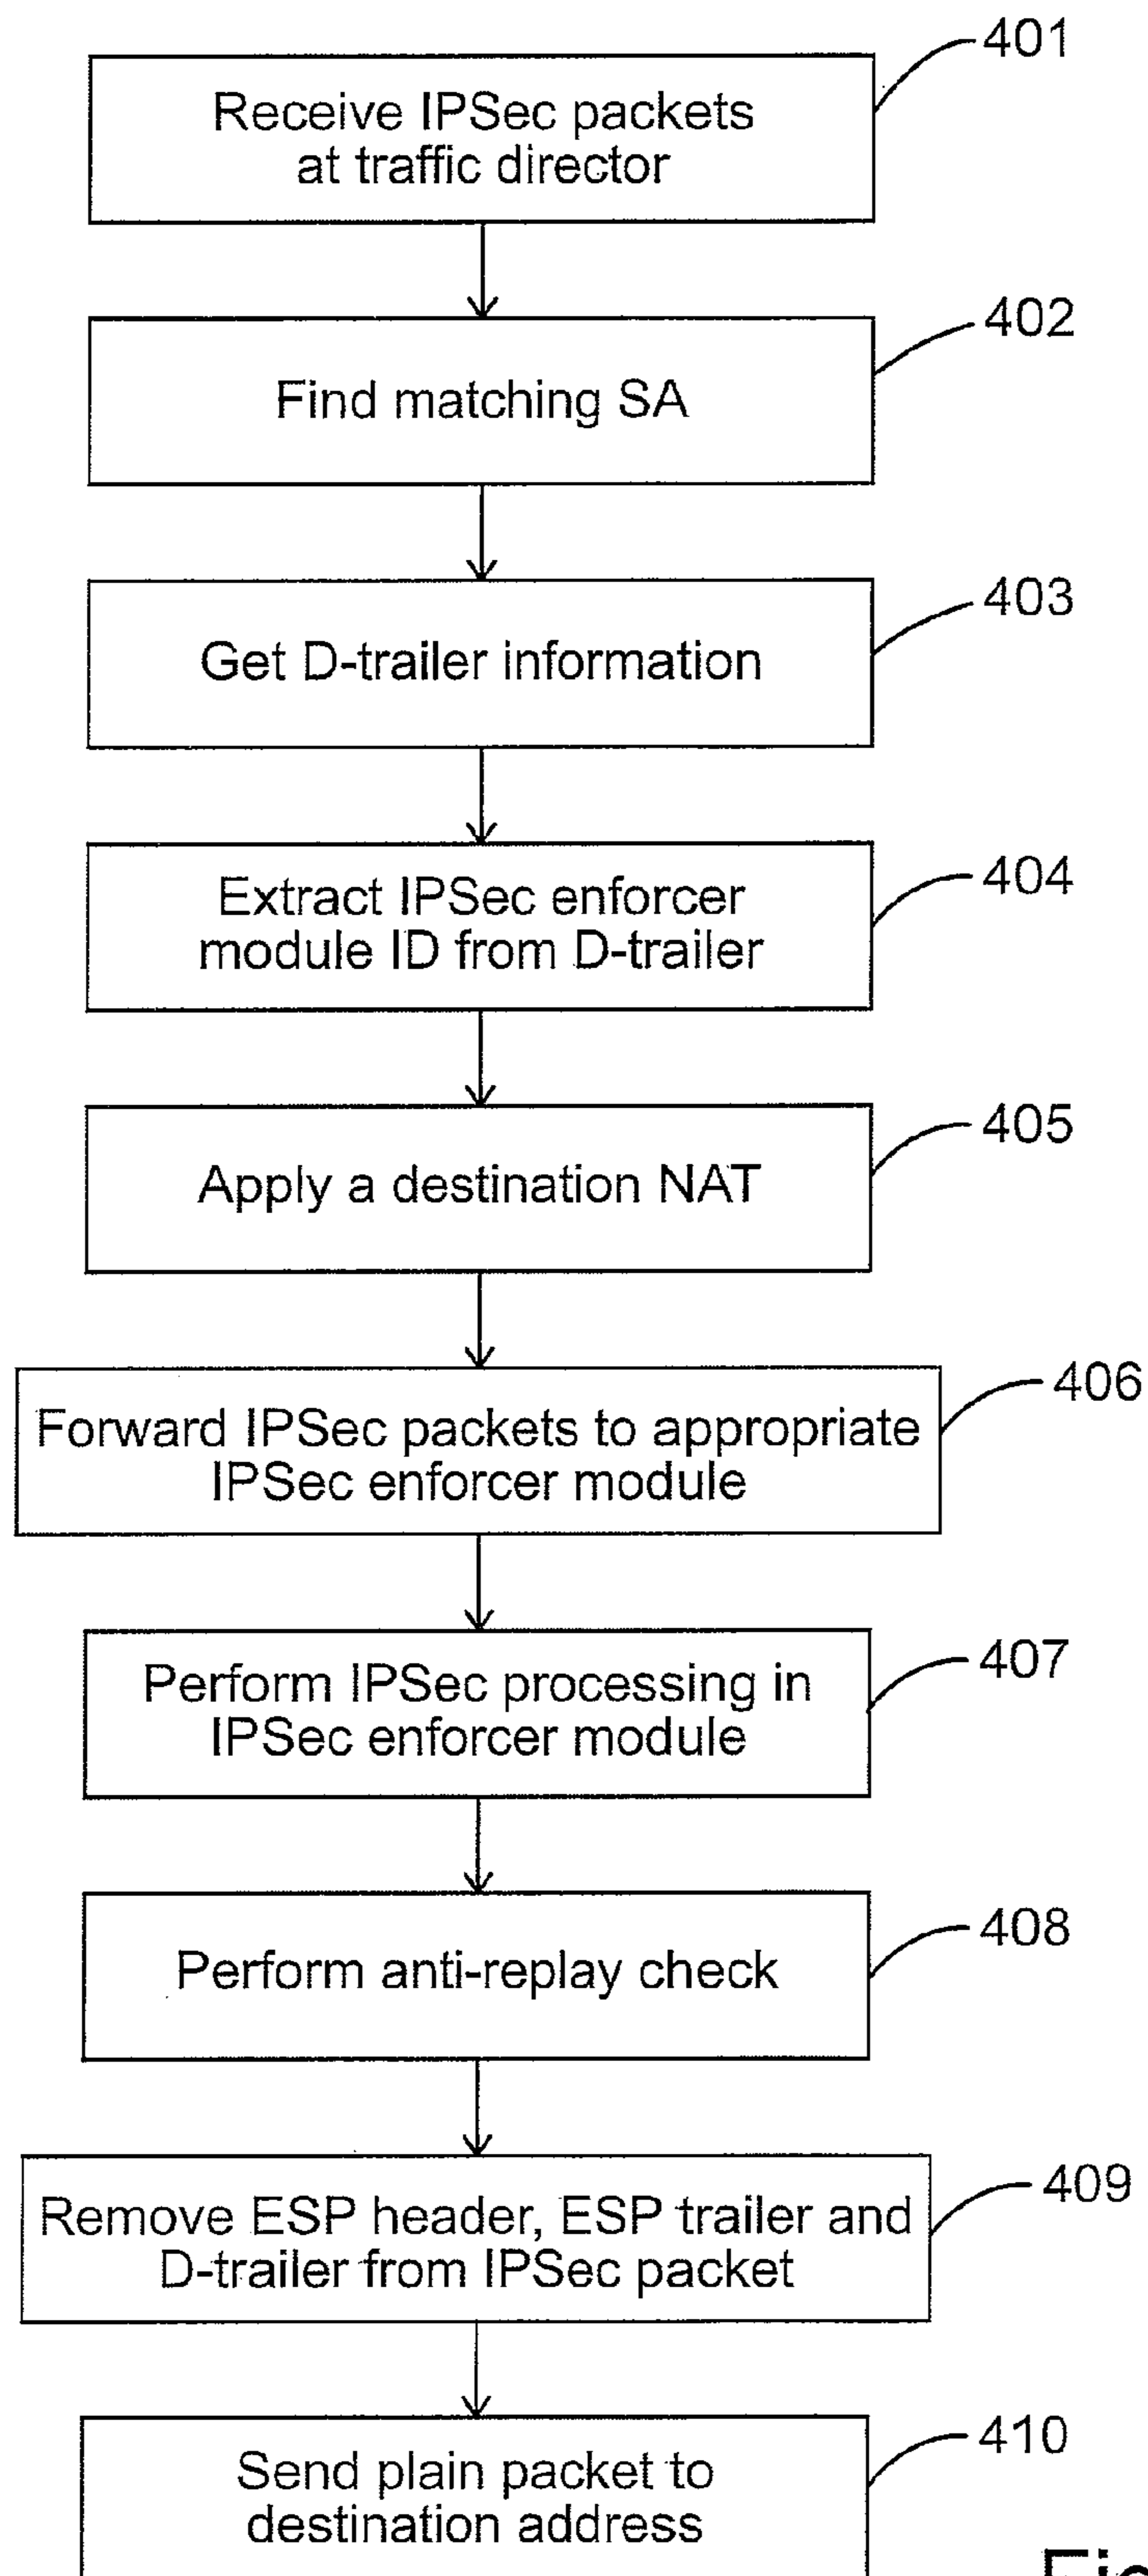 401
Receive IPSec packets
at traffic director
402
Find matching SA
403
Get D-trailer information
404
Extract IPSec enforcer
module ID from D-trailer
405
Apply a destination NAT
406
Forward IPSec packets to appropriate
IPSec enforcer module
407
Perform IPSec processing in
IPSec enforcer module
408
Perform anti-replay check
409
Remove ESP header, ESP trailer and
D-trailer from IPSec packet
410
Send plain packet to
destination address